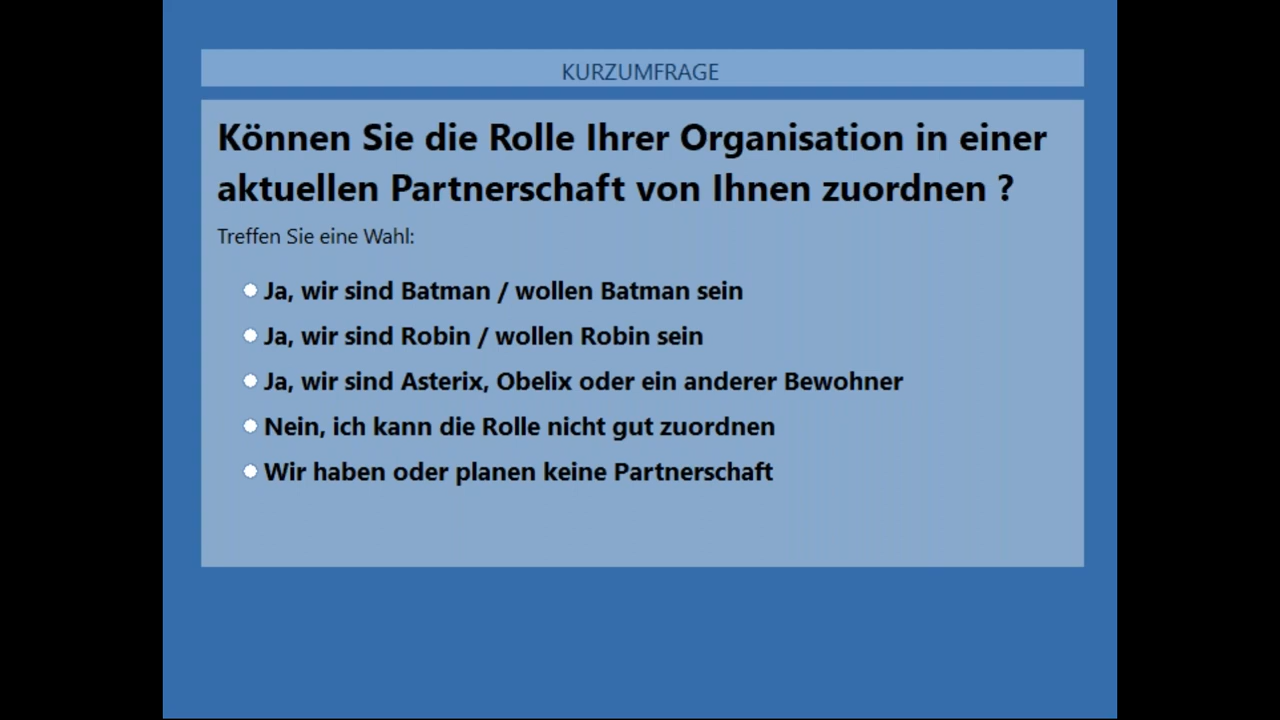 KURZUMFRAGE
Können Sie die Rolle Ihrer Organisation in einer
aktuellen Partnerschaft von Ihnen zuordnen ?
Treffen Sie eine Wahl:
Ja, wir sind Batman / wollen Batman sein
Ja, wir sind Robin / wollen Robin sein
Ja, wir sind Asterix, Obelix oder ein anderer Bewohner
Nein, ich kann die Rolle nicht gut zuordnen
Wir haben oder planen keine Partnerschaft